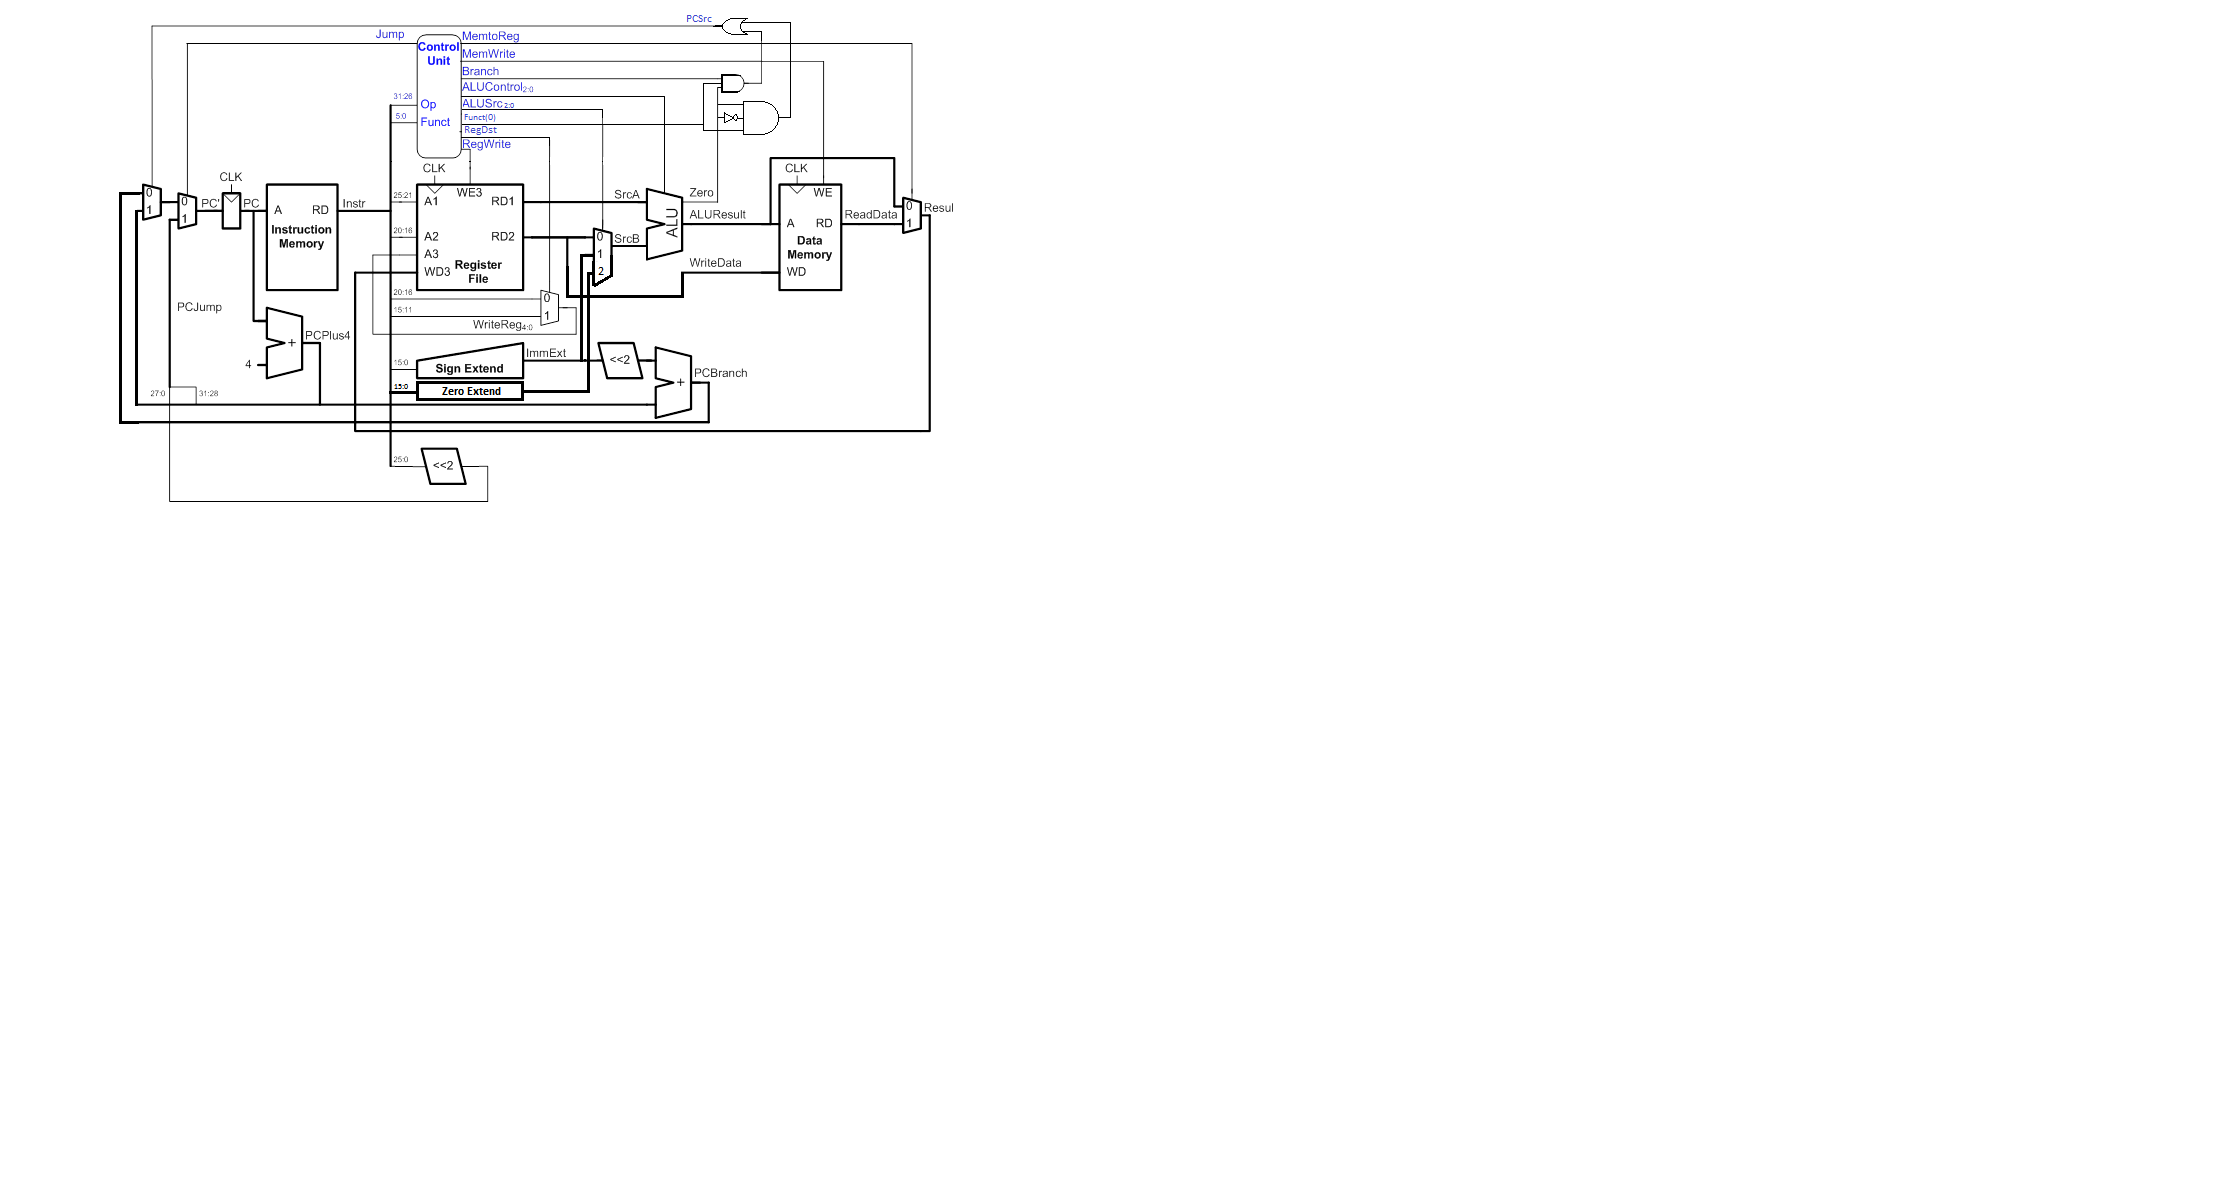 PCSrc
Jump
Control
Unit
MemtoReg
MemWrite
Branch
ALUControl2:0
ALUSrc 2:0
Funct(0)
RegDst
RegWrite
31:26
Op
5:0
Funct
CLK
CLK
CLK
0
1
0
1
PC'
PC
A
RD
Instruction
Memory
Instr
25:21
A1
WE3
RD1
20:16
A2
RD2
A3
WD3
Register
File
SrcA
0
1
2
SrcB
ALU
Zero
ALUResult
WriteData
WE
A
RD
Data
Memory
WD
ReadData
0
1
Resul
20:16
0
15:11
1
WriteReg4:0
PCJump
PCPlus4
+
4
ImmExt
15:0
Sign Extend
<<2
+
PCBranch
15:0
Zero Extend
27:0
31:28
25:0
<<2